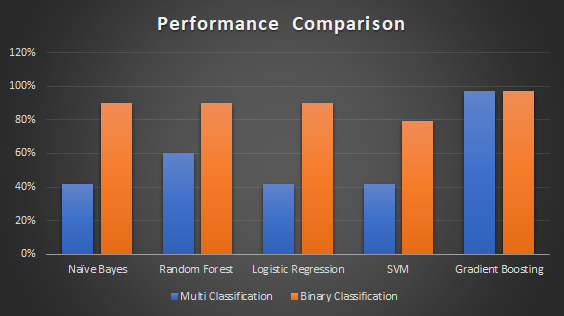 Performance Comparison
120%
100%
80%
60%
40%
20%
0%
Naïve Bayes Random Forest Logistic Regression SVM Gradient Boosting
Multi Classification Binary Classification